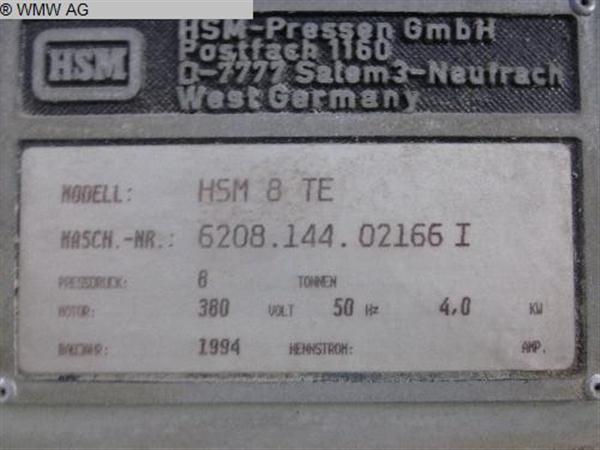 ® WMW AG
HSM
HSM-Pressen GmbH
Postfach 1160
D-7777 Salem3-Neufrach
West Germany
MODELL: HSM 8 TE
MASCH.-NR.: 6208.144.02166 I
PRESSDRUCK: 8 TONNEN
MOTOR: 380 VOLT 50 Hz 4,0 KW
BAUJAHR: 1994 NENNSTROM: AMP.